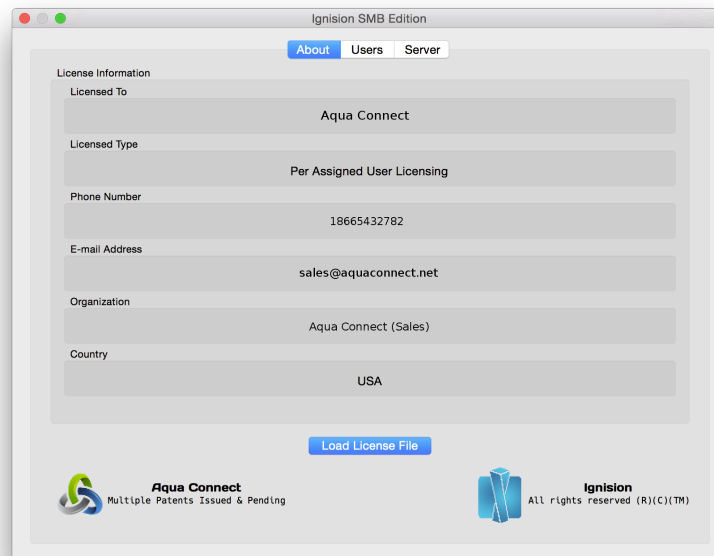 Ignision SMB Edition
About Users Server
License Information
Licensed To
Aqua Connect
Licensed Type
Per Assigned User Licensing
Phone Number
18665432782
E-mail Address
sales@aquaconnect.net
Organization
Aqua Connect (Sales)
Country
USA
Load License File
Aqua Connect
Multiple Patents Issued & Pending
Ignision
All rights reserved (R)(C)(TM)